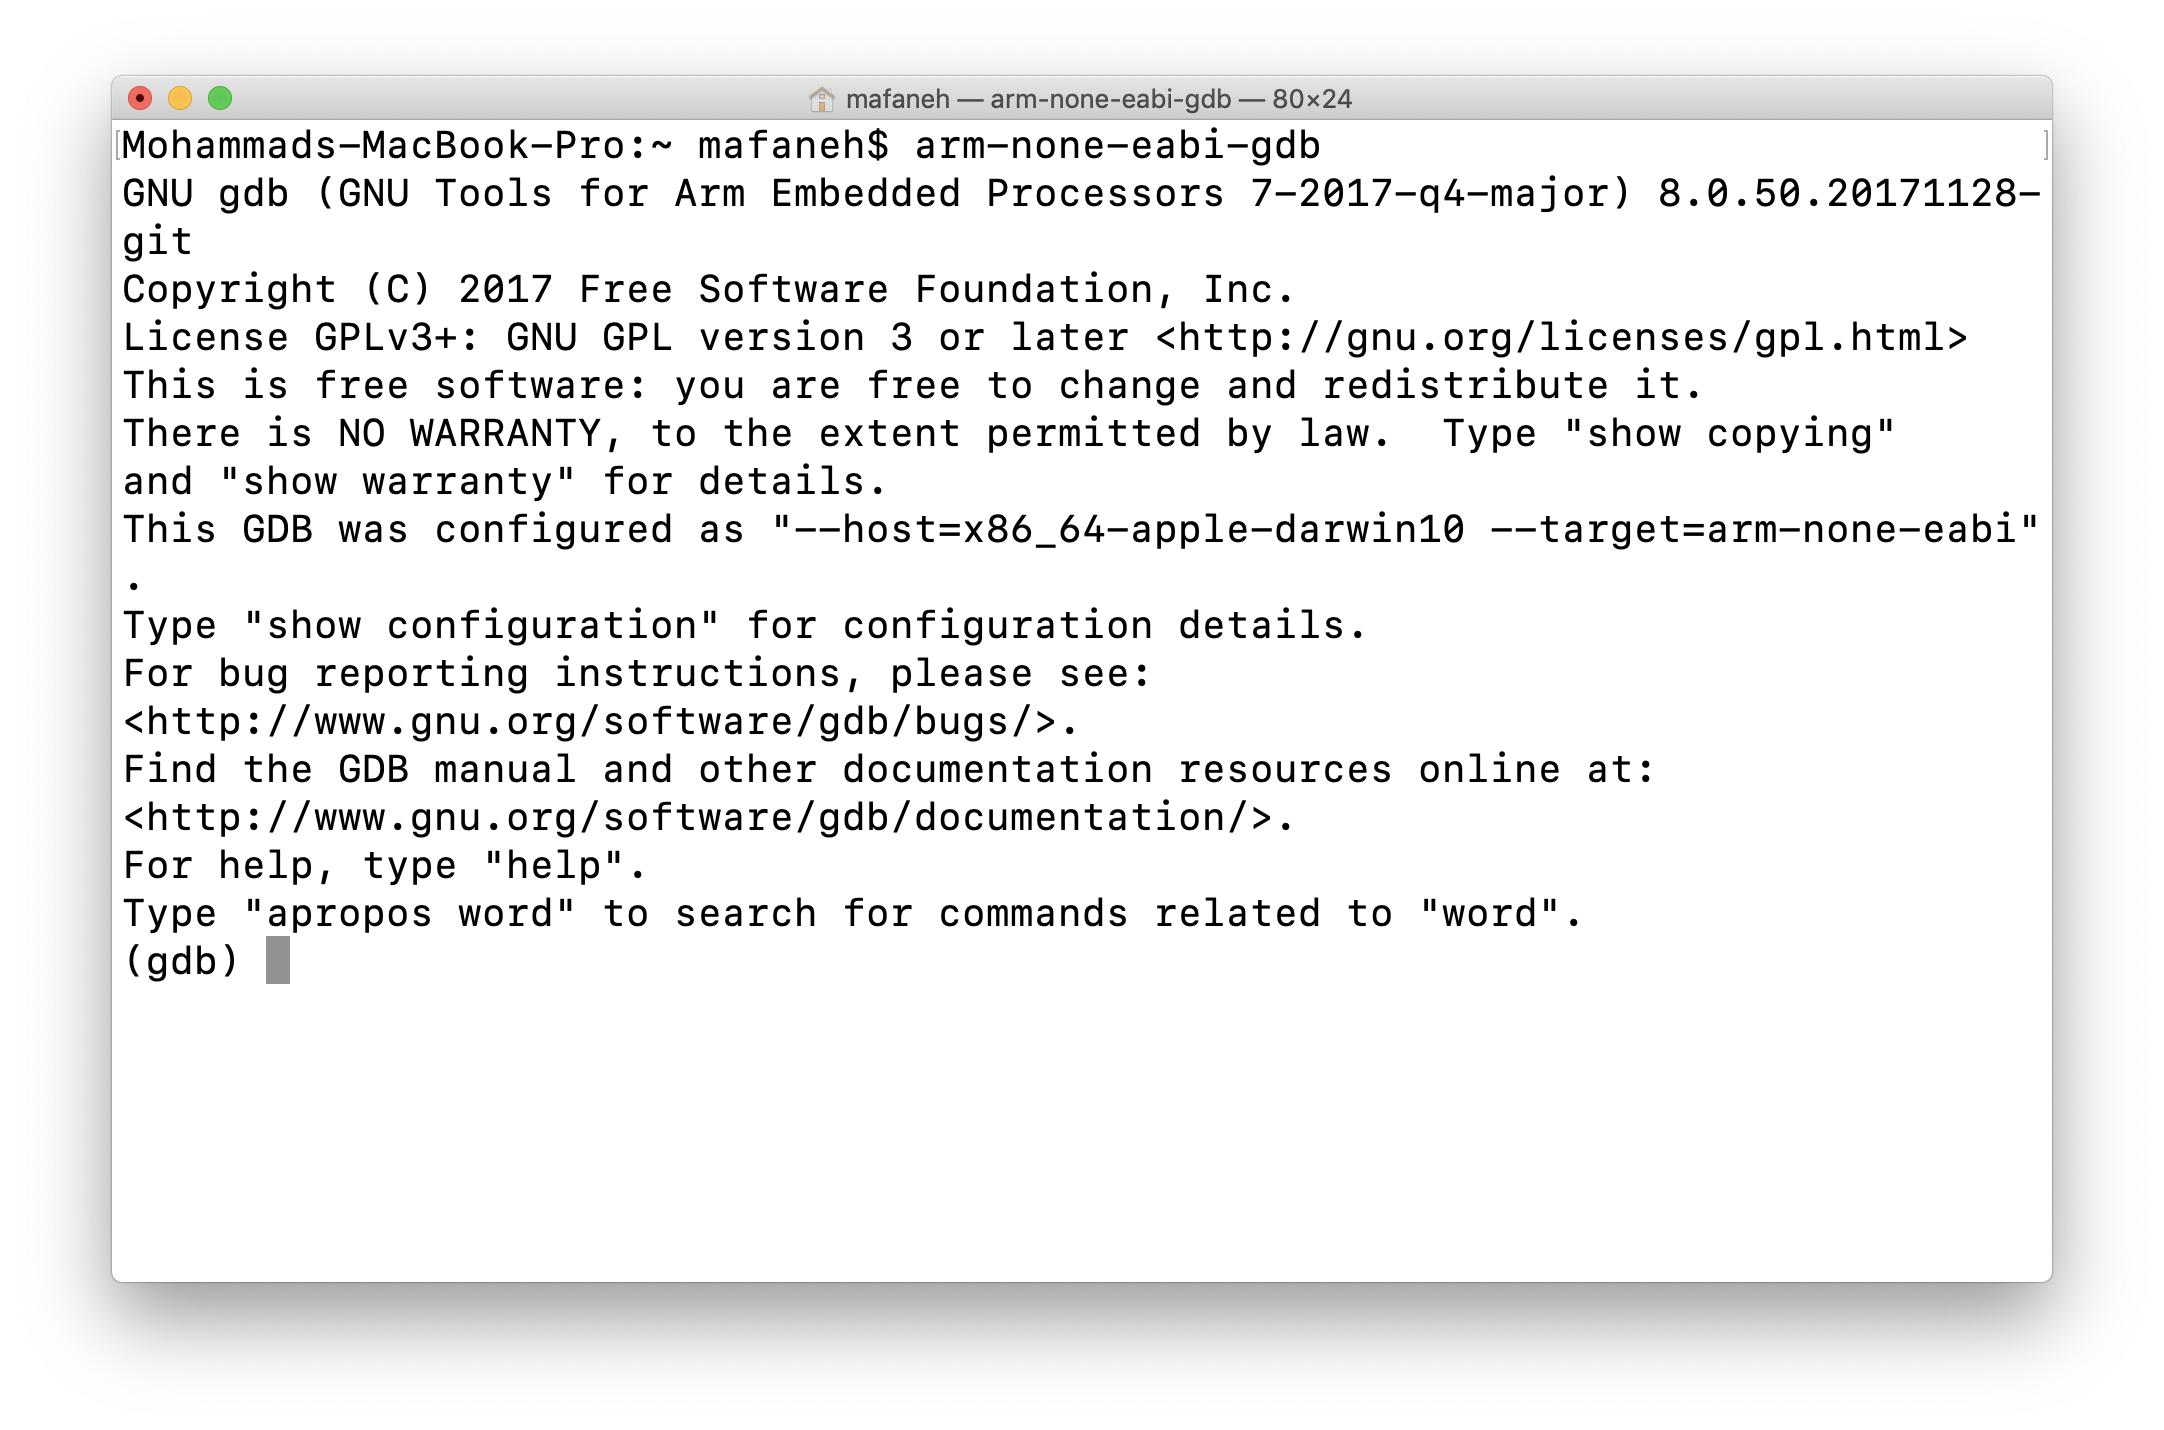 mafaneh — arm-none-eabi-gdb — 80×24
Mohammads-MacBook-Pro:~ mafaneh$ arm-none-eabi-gdb
GNU gdb (GNU Tools for Arm Embedded Processors 7-2017-q4-major) 8.0.50.20171128-
git
Copyright (C) 2017 Free Software Foundation, Inc.
License GPLv3+: GNU GPL version 3 or later <http://gnu.org/licenses/gpl.html>
This is free software: you are free to change and redistribute it.
There is NO WARRANTY, to the extent permitted by law.  Type "show copying"
and "show warranty" for details.
This GDB was configured as "--host=x86_64-apple-darwin10 --target=arm-none-eabi"
.
Type "show configuration" for configuration details.
For bug reporting instructions, please see:
<http://www.gnu.org/software/gdb/bugs/>.
Find the GDB manual and other documentation resources online at:
<http://www.gnu.org/software/gdb/documentation/>.
For help, type "help".
Type "apropos word" to search for commands related to "word".
(gdb)